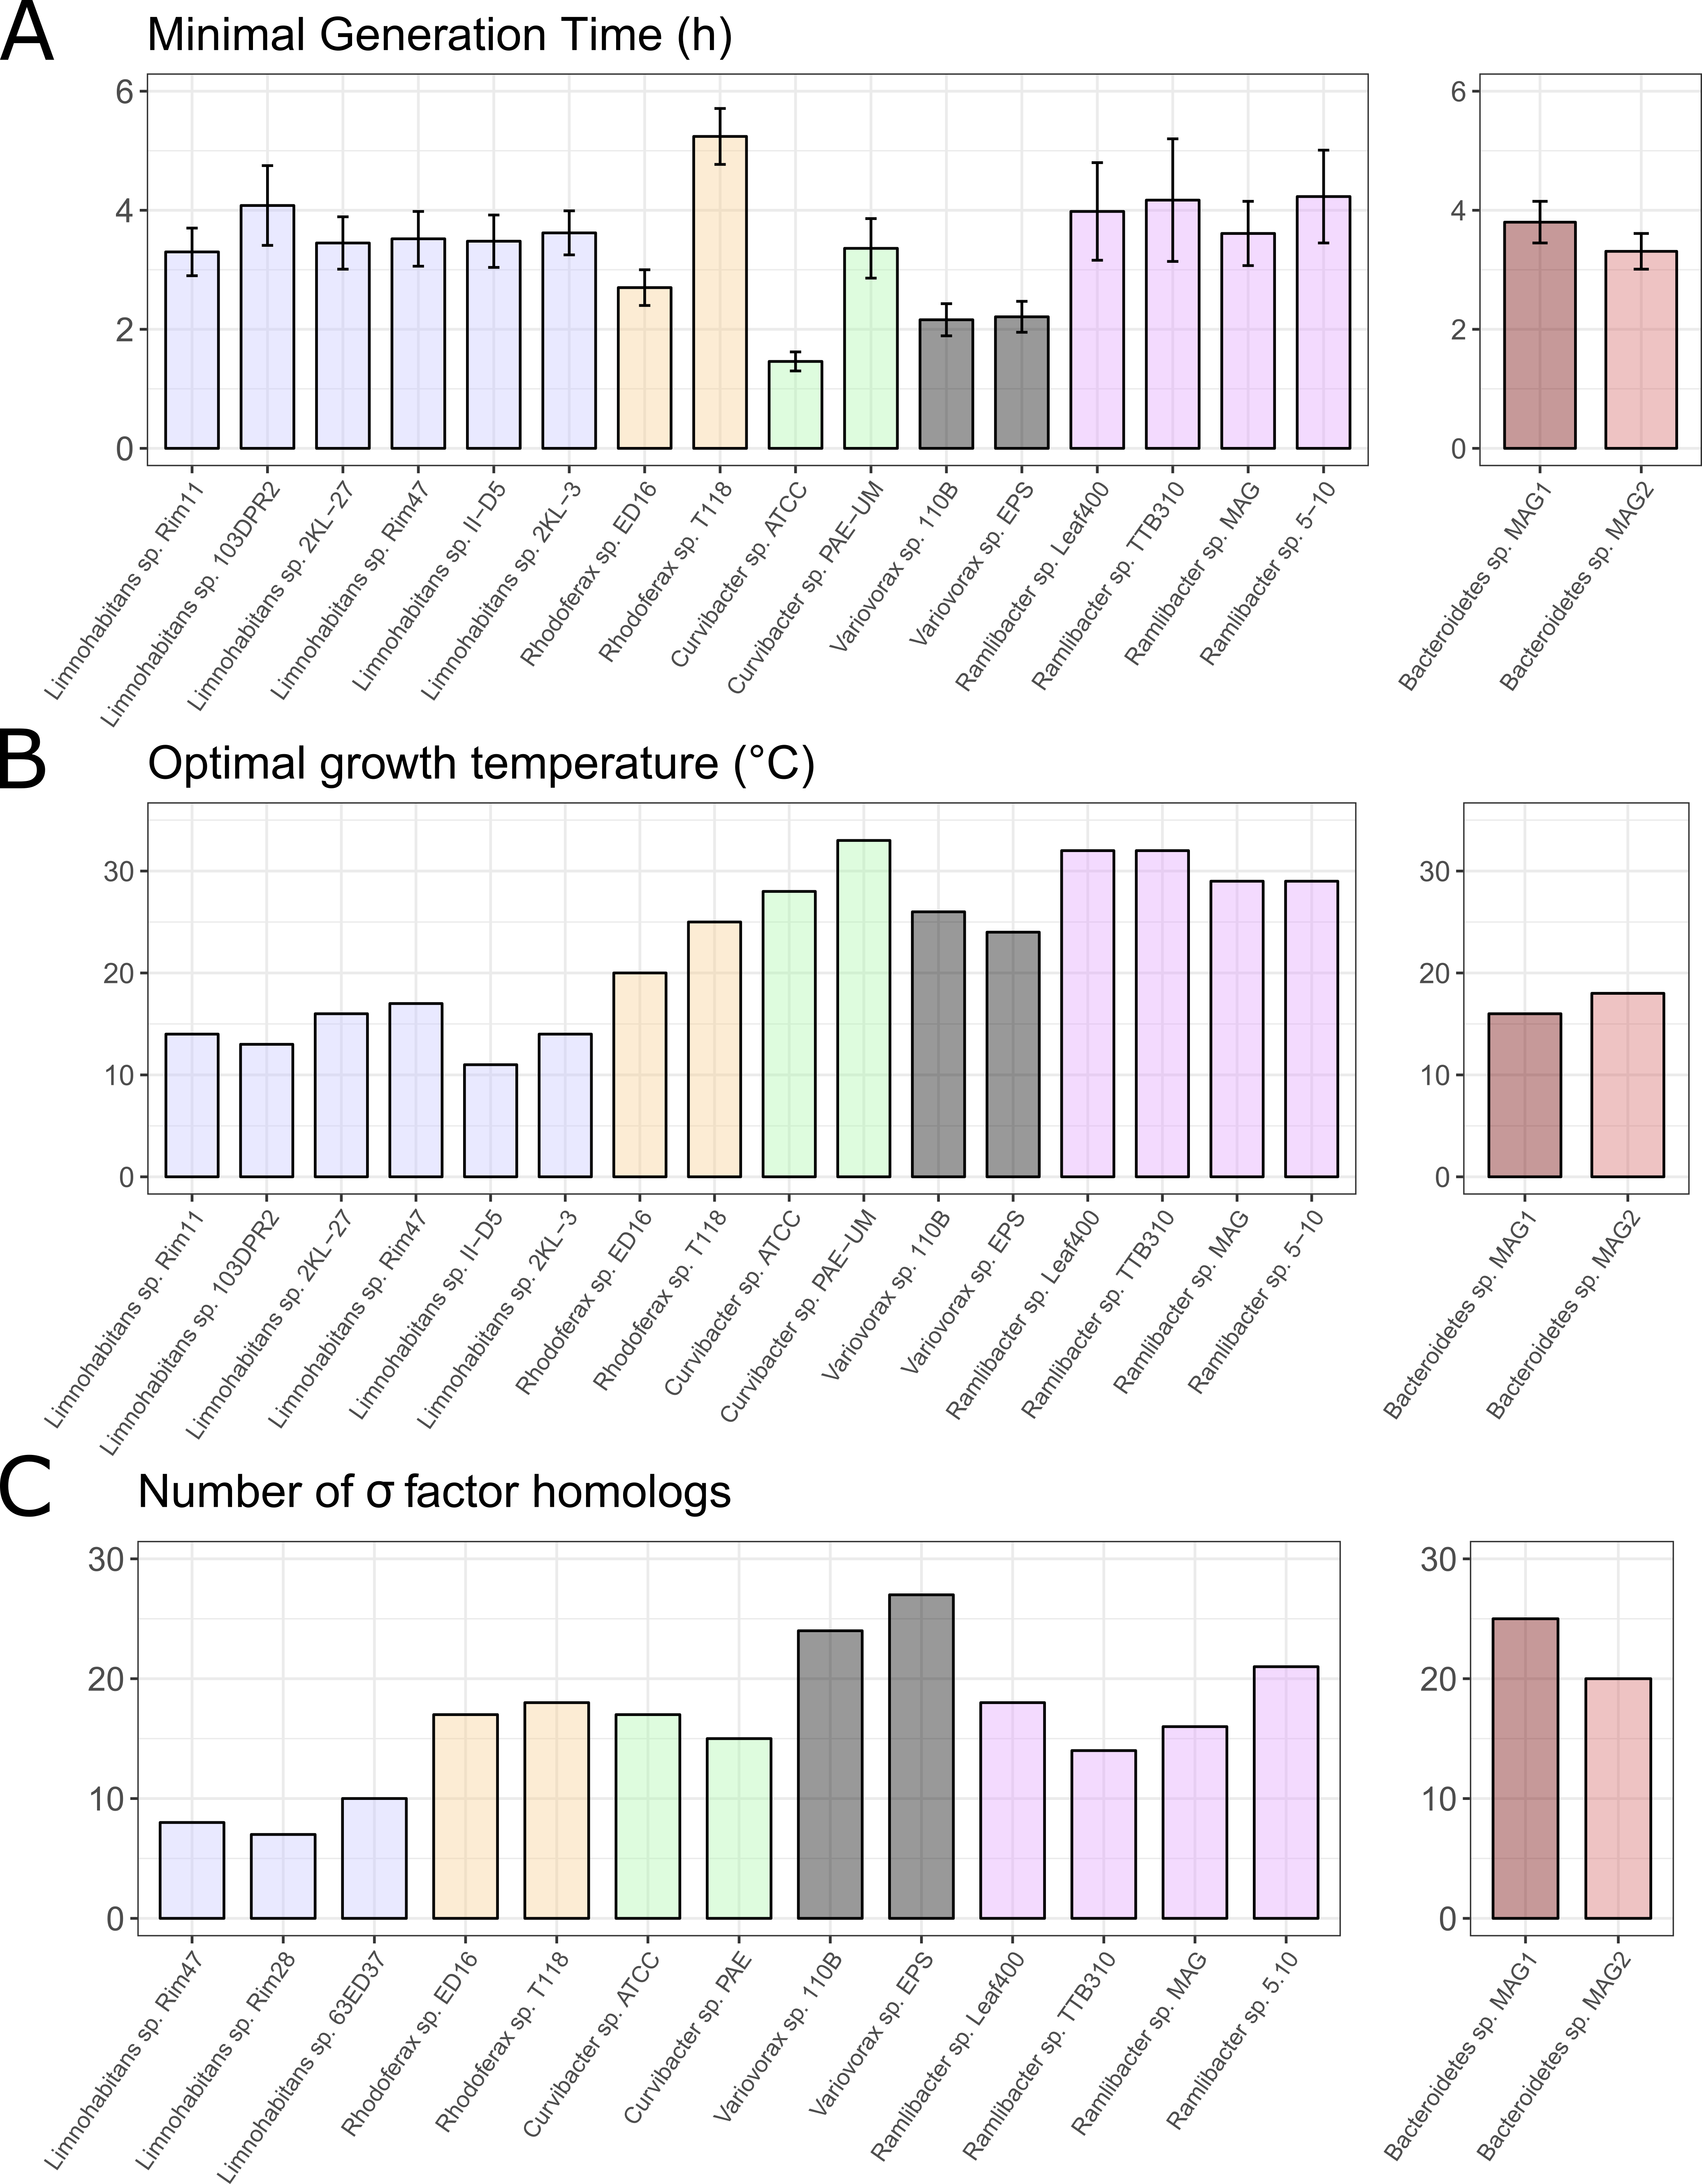 A
Minimal Generation Time (h)
6
4
2
0
6
4
2
0
Limnohabitans sp. Rim11
Limnohabitans sp. 103DPR2
Limnohabitans sp. 2KL−27
Limnohabitans sp. Rim47
Limnohabitans sp. II−D5
Limnohabitans sp. 2KL−3
Rhodoferax sp. ED16
Rhodoferax sp. T118
Curvibacter sp. ATCC
Curvibacter sp. PAE−UM
Variovorax sp. 110B
Variovorax sp. EPS
Ramlibacter sp. Leaf400
Ramlibacter sp. TTB310
Ramlibacter sp. MAG
Ramlibacter sp. 5−10
Bacteroidetes sp. MAG1
Bacteroidetes sp. MAG2
B
Optimal growth temperature (°C)
30
20
10
0
30
20
10
0
Limnohabitans sp. Rim11
Limnohabitans sp. 103DPR2
Limnohabitans sp. 2KL−27
Limnohabitans sp. Rim47
Limnohabitans sp. II−D5
Limnohabitans sp. 2KL−3
Rhodoferax sp. ED16
Rhodoferax sp. T118
Curvibacter sp. ATCC
Curvibacter sp. PAE−UM
Variovorax sp. 110B
Variovorax sp. EPS
Ramlibacter sp. Leaf400
Ramlibacter sp. TTB310
Ramlibacter sp. MAG
Ramlibacter sp. 5−10
Bacteroidetes sp. MAG1
Bacteroidetes sp. MAG2
C
Number of σ factor homologs
30
20
10
0
30
20
10
0
Limnohabitans sp. Rim47
Limnohabitans sp. Rim28
Limnohabitans sp. 63ED37
Rhodoferax sp. ED16
Rhodoferax sp. T118
Curvibacter sp. ATCC
Curvibacter sp. PAE
Variovorax sp. 110B
Variovorax sp. EPS
Ramlibacter sp. Leaf400
Ramlibacter sp. TTB310
Ramlibacter sp. MAG
Ramlibacter sp. 5.10
Bacteroidetes sp. MAG1
Bacteroidetes sp. MAG2